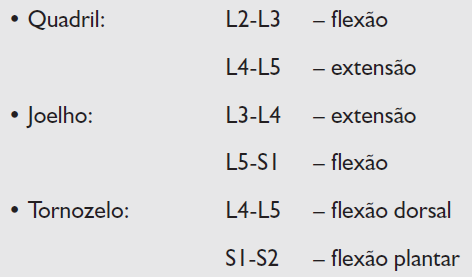 • Quadril: L2-L3 – flexão
L4-L5 – extensão
• Joelho: L3-L4 – extensão
L5-S1 – flexão
• Tornozelo: L4-L5 – flexão dorsal
S1-S2 – flexão plantar